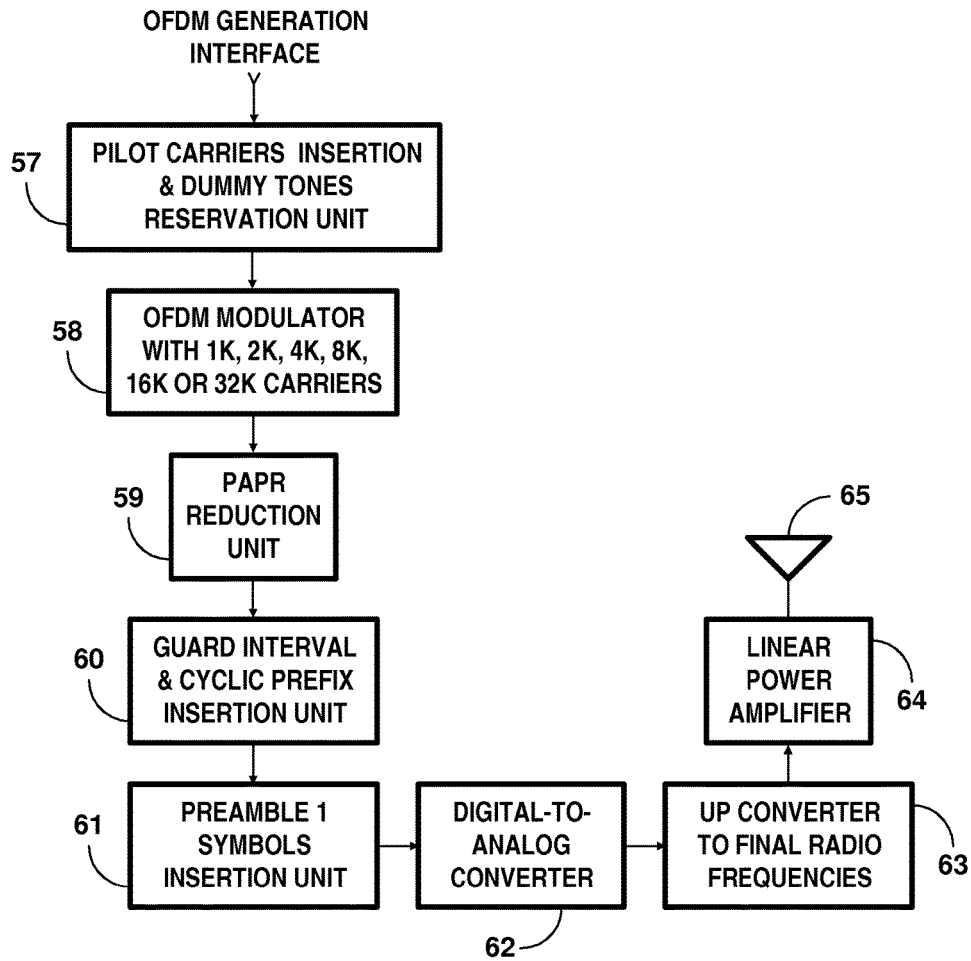 OFDM GENERATION
INTERFACE
57
PILOT CARRIERS INSERTION
& DUMMY TONES
RESERVATION UNIT
58
OFDM MODULATOR
WITH 1K, 2K, 4K, 8K,
16K OR 32K CARRIERS
59
PAPR
REDUCTION
UNIT
60
GUARD INTERVAL
& CYCLIC PREFIX
INSERTION UNIT
61
PREAMBLE 1
SYMBOLS
INSERTION UNIT
DIGITAL-TO-
ANALOG
CONVERTER
62
UP CONVERTER
TO FINAL RADIO
FREQUENCIES
63
LINEAR
POWER
AMPLIFIER
64
65